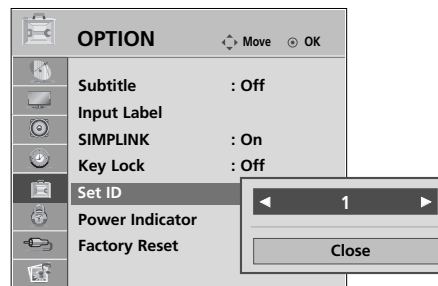 OPTION Move OK
Subtitle : Off
Input Label
SIMPLINK : On
Key Lock : Off
Set ID
◀ 1 ▶
Power Indicator
Factory Reset
Close